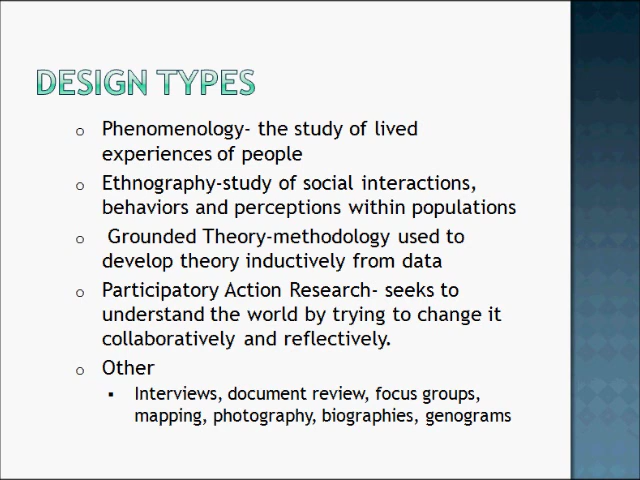 DESIGN TYPES
o Phenomenology- the study of lived
experiences of people
o Ethnography-study of social interactions,
behaviors and perceptions within populations
o Grounded Theory-methodology used to
develop theory inductively from data
o Participatory Action Research- seeks to
understand the world by trying to change it
collaboratively and reflectively.
o Other
▪ Interviews, document review, focus groups,
mapping, photography, biographies, genograms